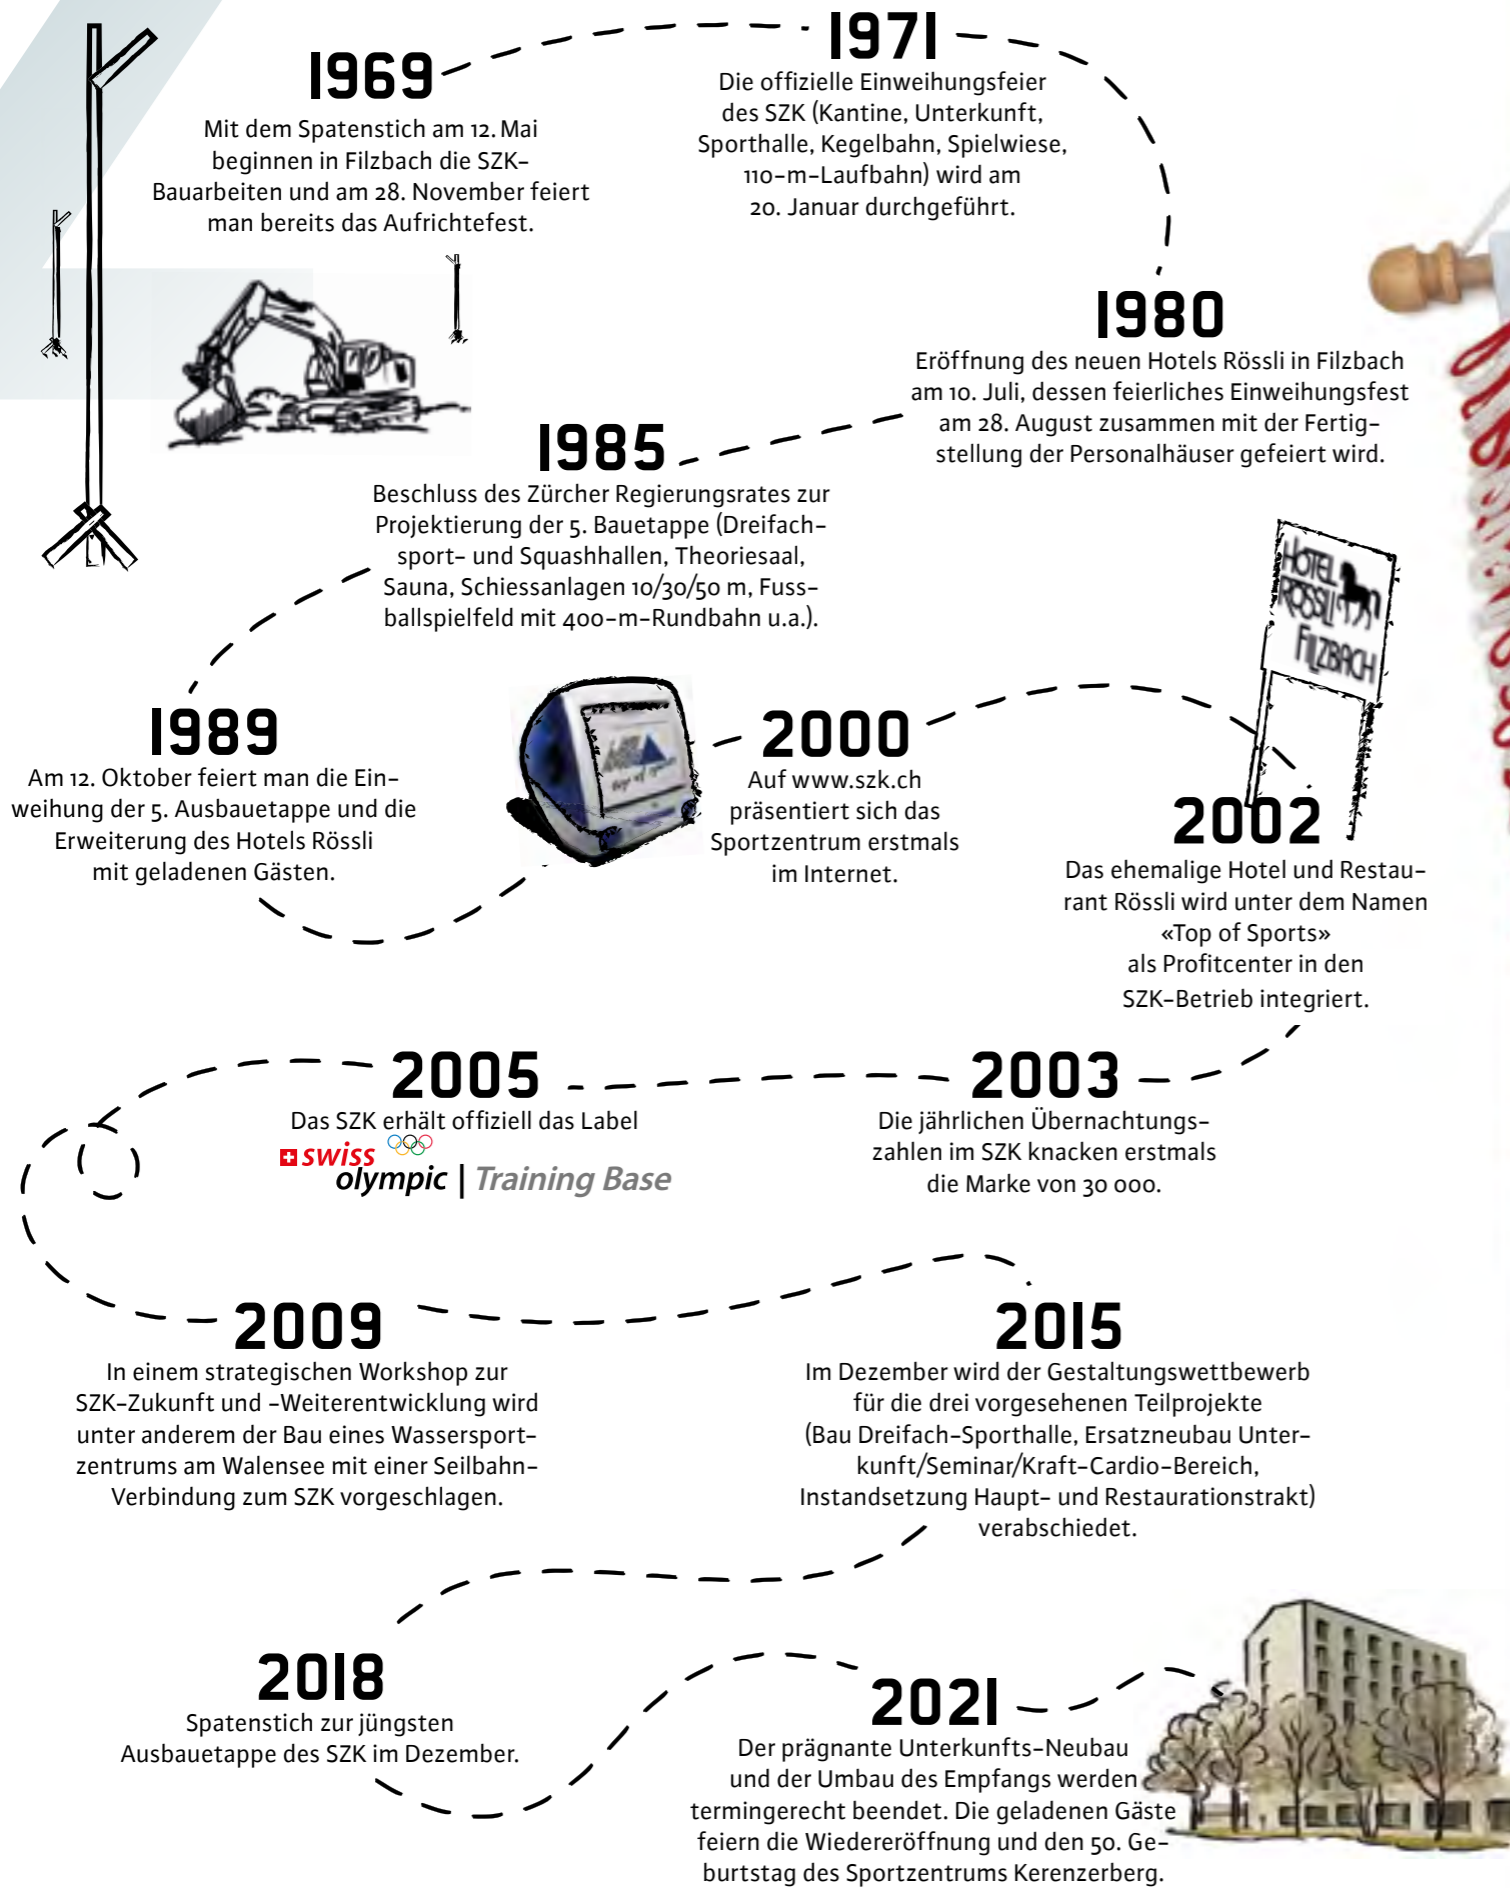 1969
Mit dem Spatenstich am 12. Mai
beginnen in Filzbach die SZK-
Bauarbeiten und am 28. November feiert
man bereits das Aufrichtefest.
1971
Die offizielle Einweihungsfeier
des SZK (Kantine, Unterkunft,
Sporthalle, Kegelbahn, Spielwiese,
110-m-Laufbahn) wird am
20. Januar durchgeführt.
1980
Eröffnung des neuen Hotels Rössli in Filzbach
am 10. Juli, dessen feierliches Einweihungsfest
am 28. August zusammen mit der Fertig-
stellung der Personalhäuser gefeiert wird.
1985
Beschluss des Zürcher Regierungsrates zur
Projektierung der 5. Bauetappe (Dreifach-
sport- und Squashhallen, Theoriesaal,
Sauna, Schiessanlagen 10/30/50 m, Fuss-
ballspielfeld mit 400-m-Rundbahn u.a.).
1989
Am 12. Oktober feiert man die Ein-
weihung der 5. Ausbauetappe und die
Erweiterung des Hotels Rössli
mit geladenen Gästen.
2000
Auf www.szk.ch
präsentiert sich das
Sportzentrum erstmals
im Internet.
HOTEL
RÖSSLI
FILZBACH
2002
Das ehemalige Hotel und Restau-
rant Rössli wird unter dem Namen
«Top of Sports»
als Profitcenter in den
SZK-Betrieb integriert.
2003
Die jährlichen Übernachtungs-
zahlen im SZK knacken erstmals
die Marke von 30 000.
2005
Das SZK erhält offiziell das Label
swiss
olympic | Training Base
2009
In einem strategischen Workshop zur
SZK-Zukunft und -Weiterentwicklung wird
unter anderem der Bau eines Wassersport-
zentrums am Walensee mit einer Seilbahn-
Verbindung zum SZK vorgeschlagen.
2015
Im Dezember wird der Gestaltungswettbewerb
für die drei vorgesehenen Teilprojekte
(Bau Dreifach-Sporthalle, Ersatzneubau Unter-
kunft/Seminar/Kraft-Cardio-Bereich,
Instandsetzung Haupt- und Restaurationstrakt)
verabschiedet.
2018
Spatenstich zur jüngsten
Ausbauetappe des SZK im Dezember.
2021
Der prägnante Unterkunfts-Neubau
und der Umbau des Empfangs werden
termingerecht beendet. Die geladenen Gäste
feiern die Wiedereröffnung und den 50. Ge-
burtstag des Sportzentrums Kerenzerberg.